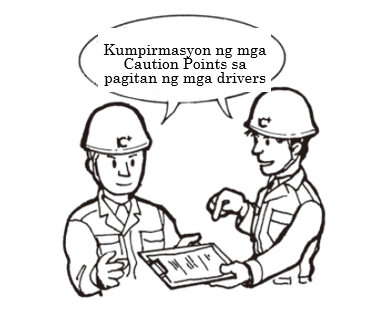 Kumpirmasyon ng mga
Caution Points sa
pagitan ng mga drivers